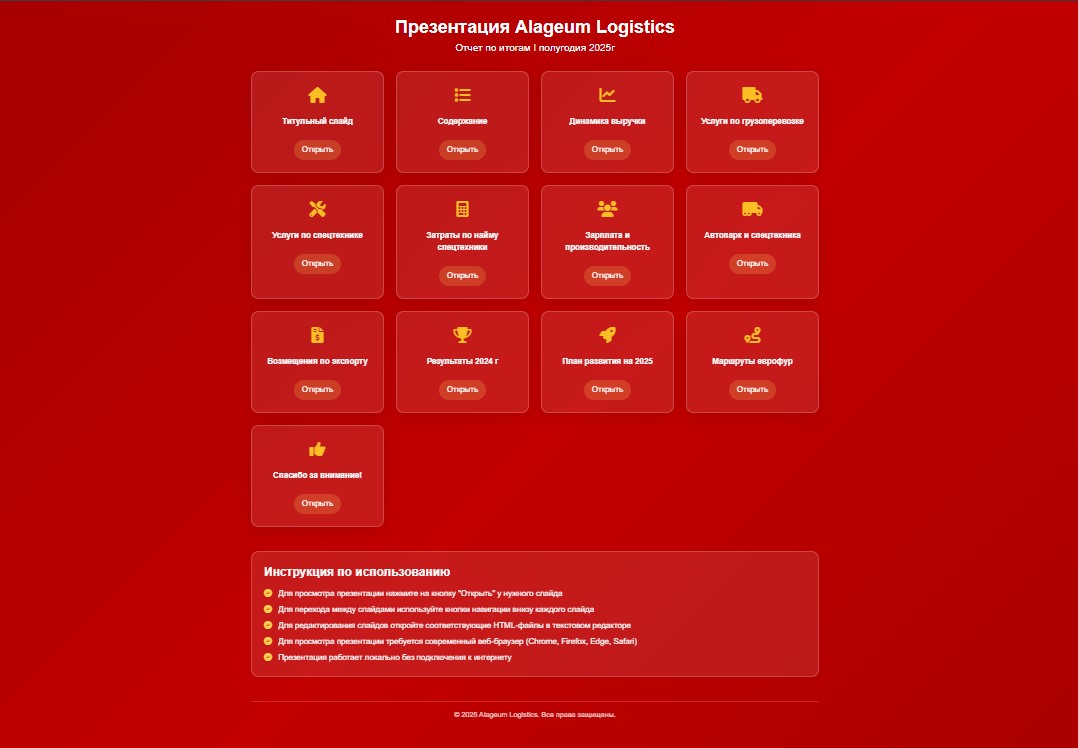 Презентация Alageum Logistics
Отчет по итогам I полугодия 2025г
Титульный слайд
Открыть
Содержание
Открыть
Динамика выручки
Открыть
Услуги по грузоперевозке
Открыть
Услуги по спецтехнике
Открыть
Затраты по найму
спецтехники
Открыть
Зарплата и
производительность
Открыть
Автопарк и спецтехника
Открыть
Возмещения по экспорту
Открыть
Результаты 2024 г
Открыть
План развития на 2025
Открыть
Маршруты еврофур
Открыть
Спасибо за внимание!
Открыть
Инструкция по использованию
Для просмотра презентации нажмите на кнопку "Открыть" у нужного слайда
Для перехода между слайдами используйте кнопки навигации внизу каждого слайда
Для редактирования слайдов откройте соответствующие HTML-файлы в текстовом редакторе
Для просмотра презентации требуется современный веб-браузер (Chrome, Firefox, Edge, Safari)
Презентация работает локально без подключения к интернету
© 2025 Alageum Logistics. Все права защищены.